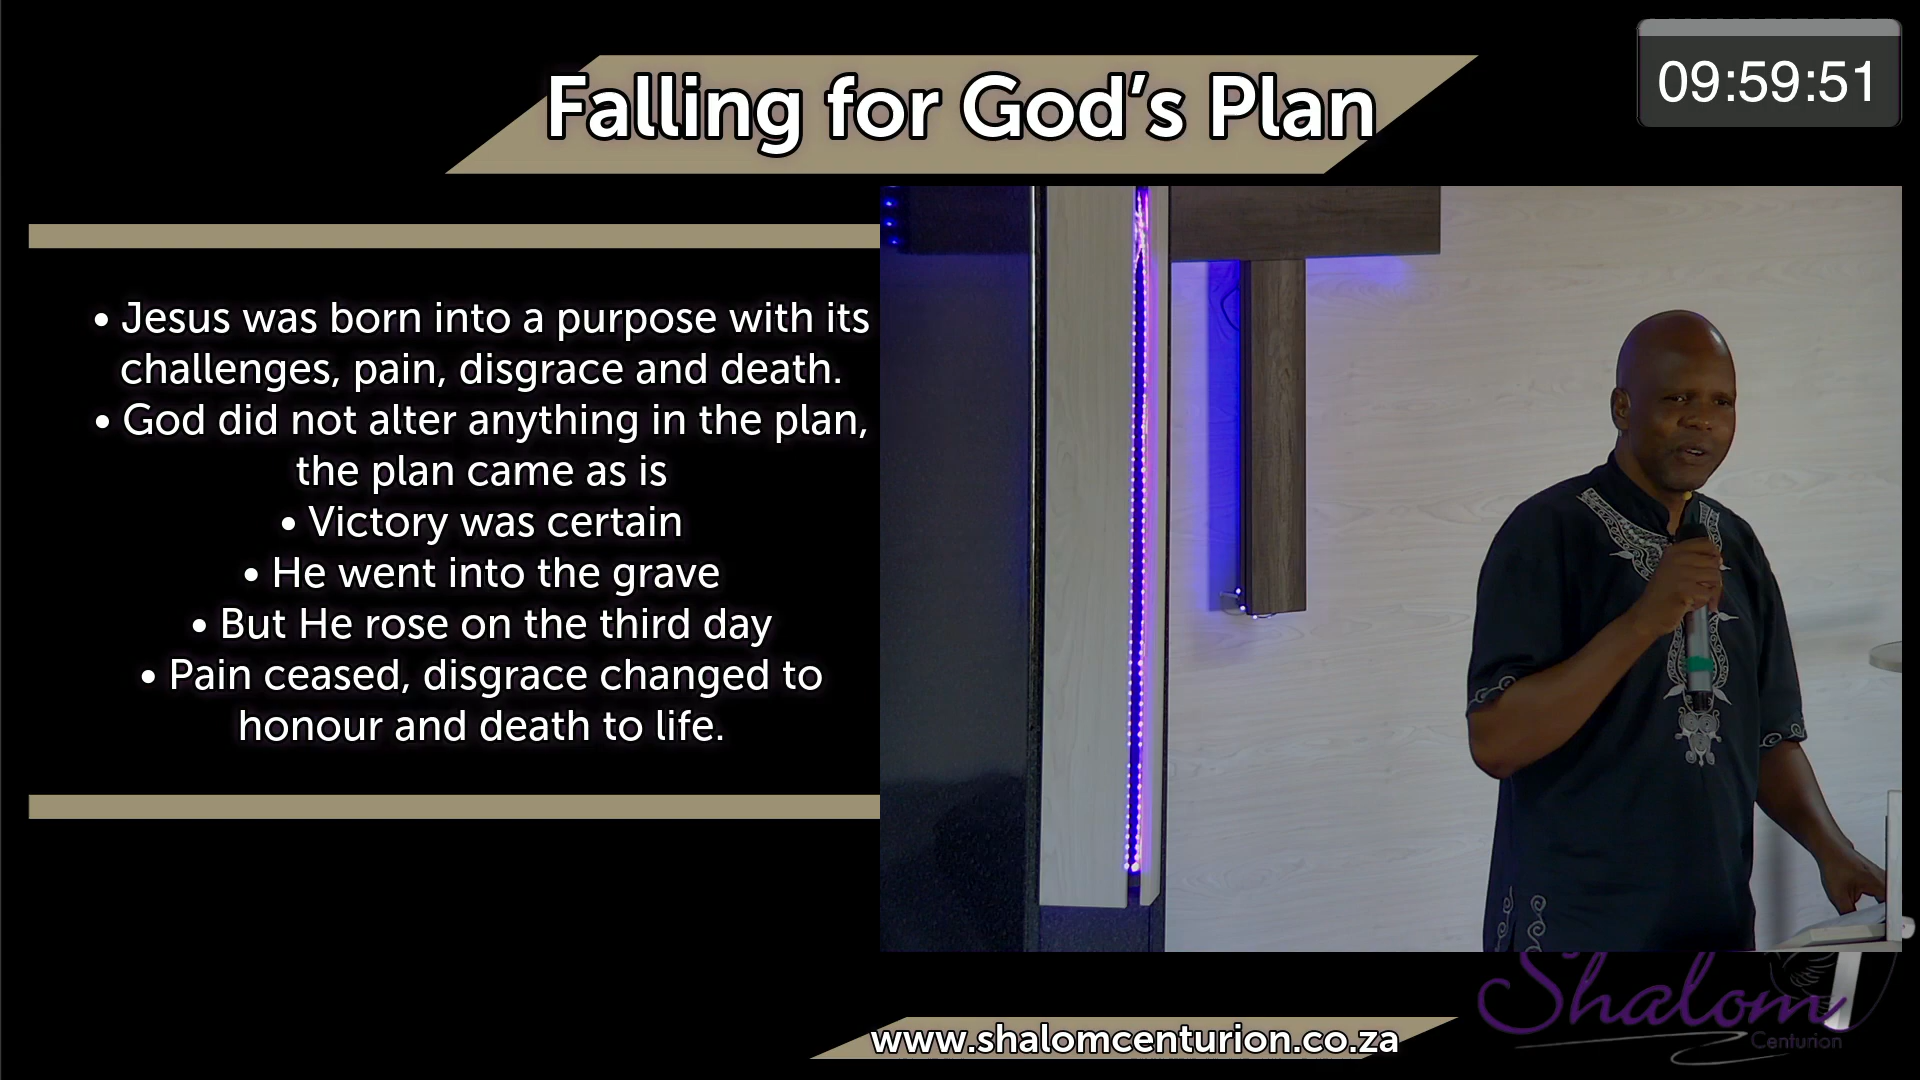 Falling for God's Plan
09:59:51
• Jesus was born into a purpose with its
challenges, pain, disgrace and death.
• God did not alter anything in the plan,
the plan came as is
• Victory was certain
• He went into the grave
• But He rose on the third day
• Pain ceased, disgrace changed to
honour and death to life.
www.shalomcenturion.co.za
Shalom
Centurion